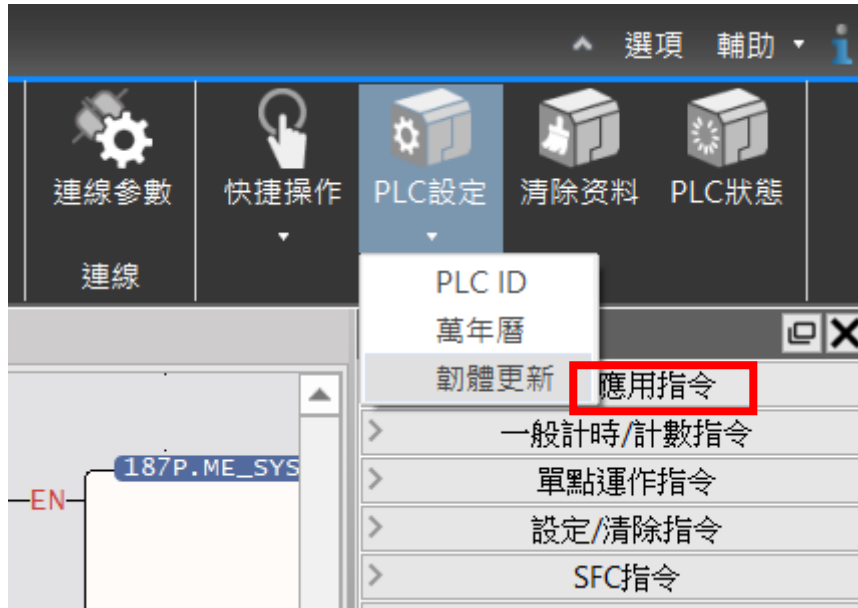 選項 輔助
連線參數 快捷操作 PLC設定 清除資料 PLC狀態
連線
PLC ID
萬年曆
韌體更新
應用指令
一般計時/計數指令
187P.ME_SYS
EN
單點運作指令
設定/清除指令
SFC指令